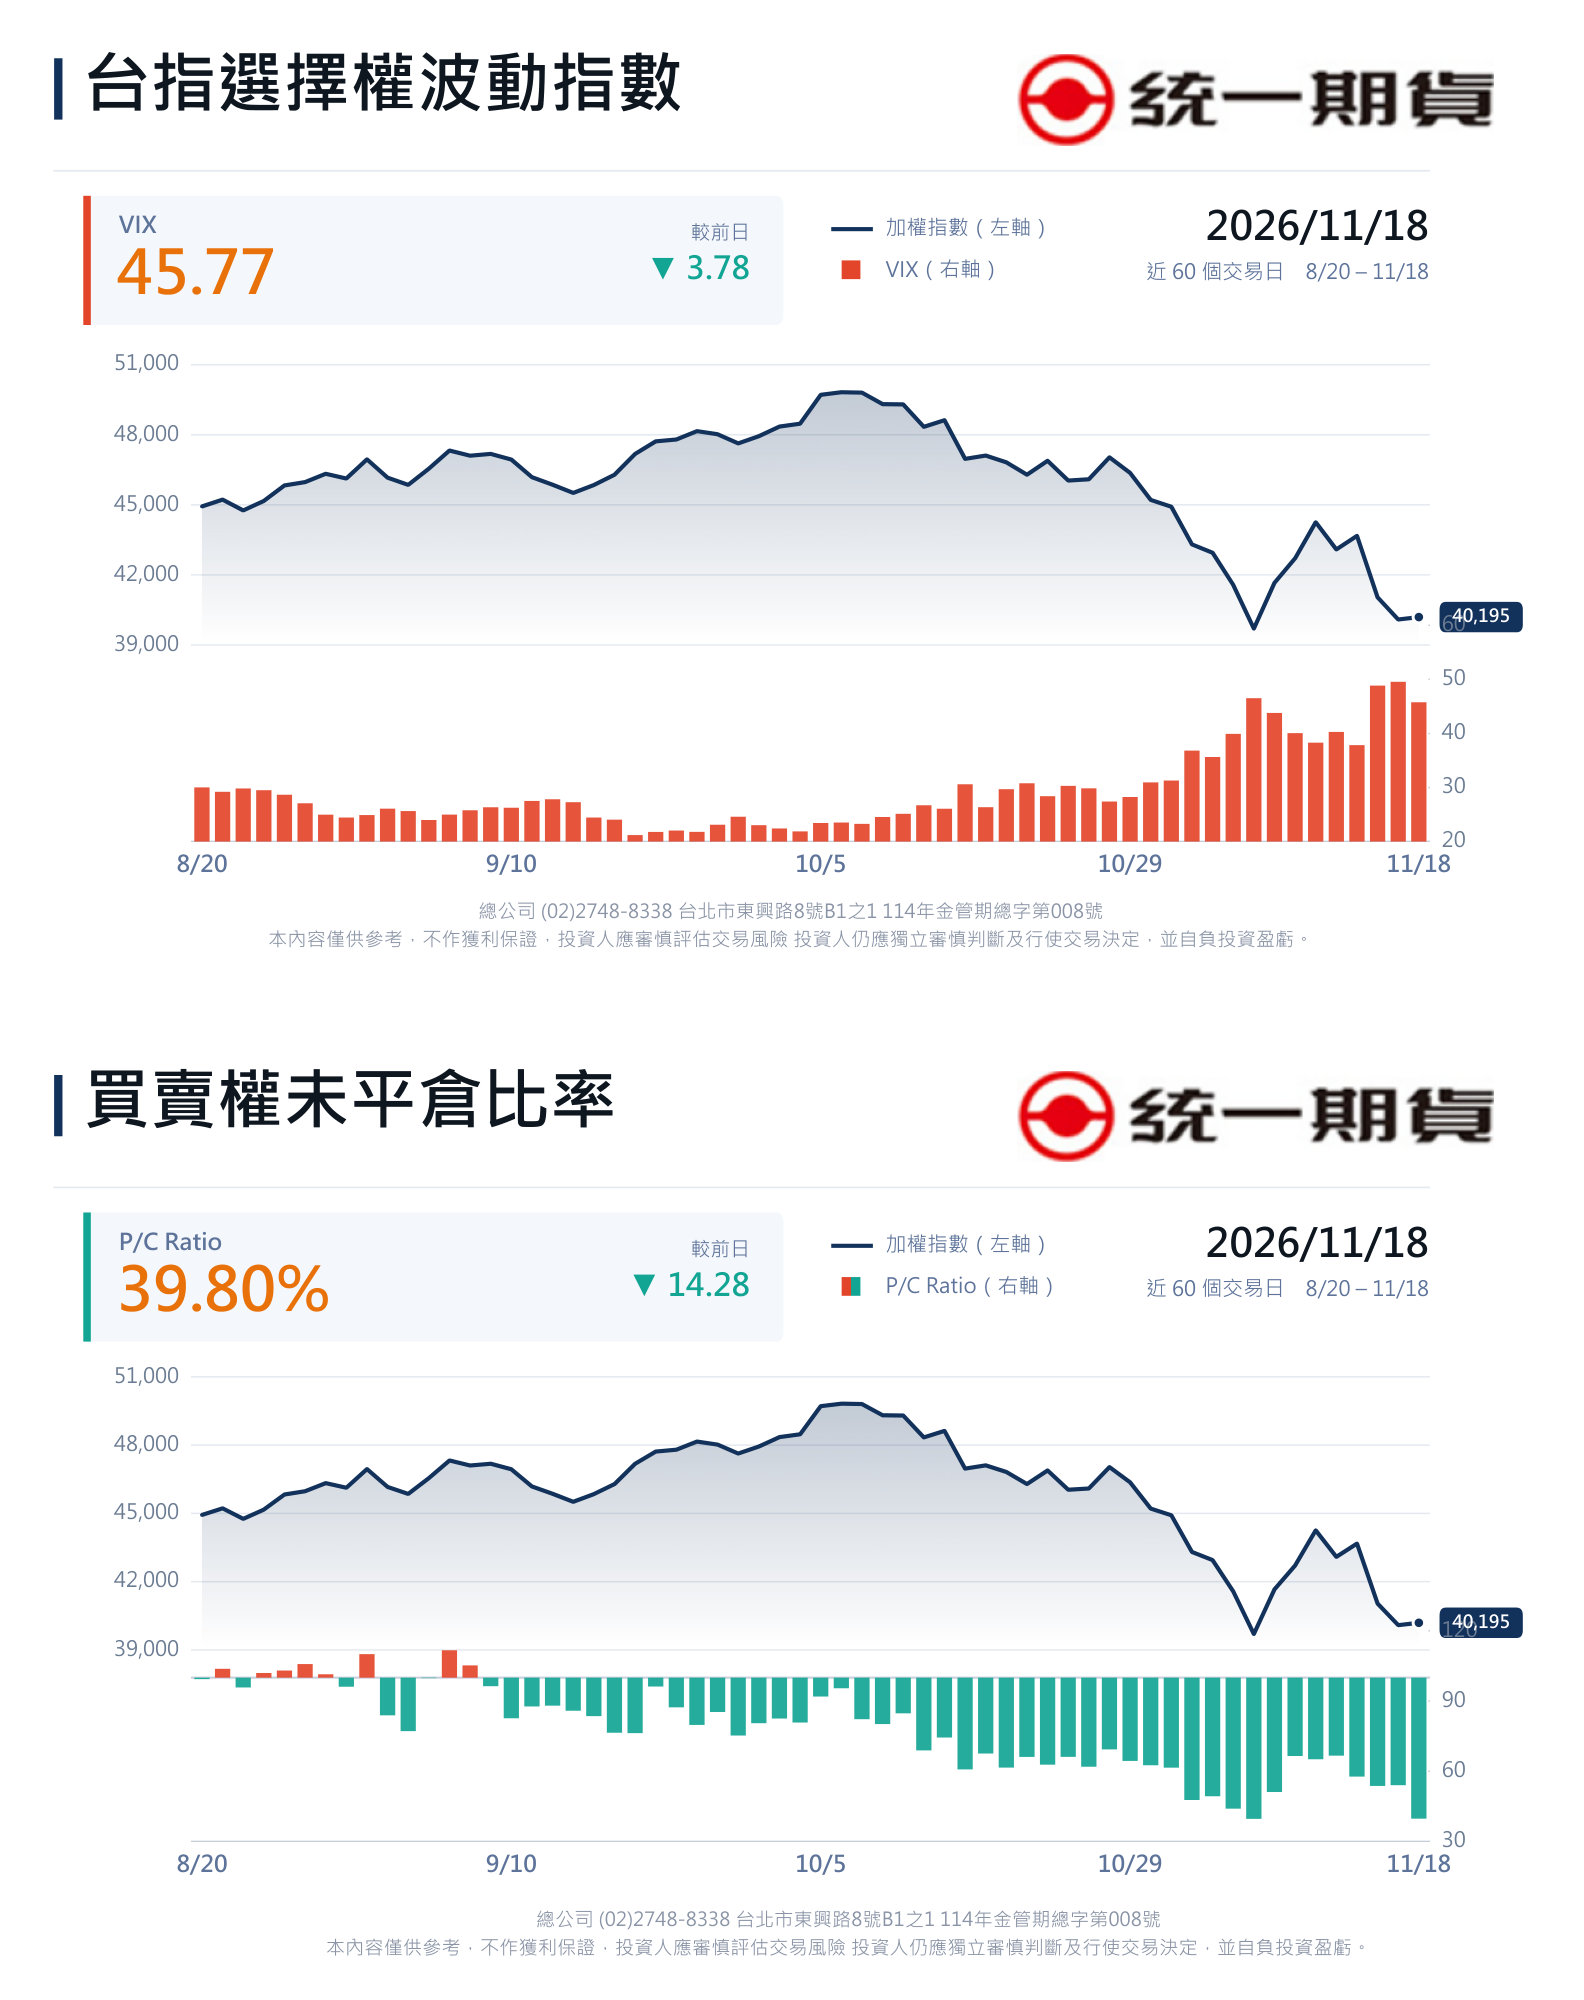 台指選擇權波動指數
統一期貨
VIX
45.77
較前日
▼ 3.78
加權指數（左軸）
VIX（右軸）
2026/11/18
近 60 個交易日 8/20 – 11/18
51,000
48,000
45,000
42,000
39,000
40,195
60
50
40
30
20
8/20
9/10
10/5
10/29
11/18
總公司 (02)2748-8338 台北市東興路8號B1之1 114年金管期總字第008號
本內容僅供參考，不作獲利保證，投資人應審慎評估交易風險 投資人仍應獨立審慎判斷及行使交易決定，並自負投資盈虧。
買賣權未平倉比率
統一期貨
P/C Ratio
39.80%
較前日
▼ 14.28
加權指數（左軸）
P/C Ratio（右軸）
2026/11/18
近 60 個交易日 8/20 – 11/18
51,000
48,000
45,000
42,000
39,000
40,195
120
90
60
30
8/20
9/10
10/5
10/29
11/18
總公司 (02)2748-8338 台北市東興路8號B1之1 114年金管期總字第008號
本內容僅供參考，不作獲利保證，投資人應審慎評估交易風險 投資人仍應獨立審慎判斷及行使交易決定，並自負投資盈虧。